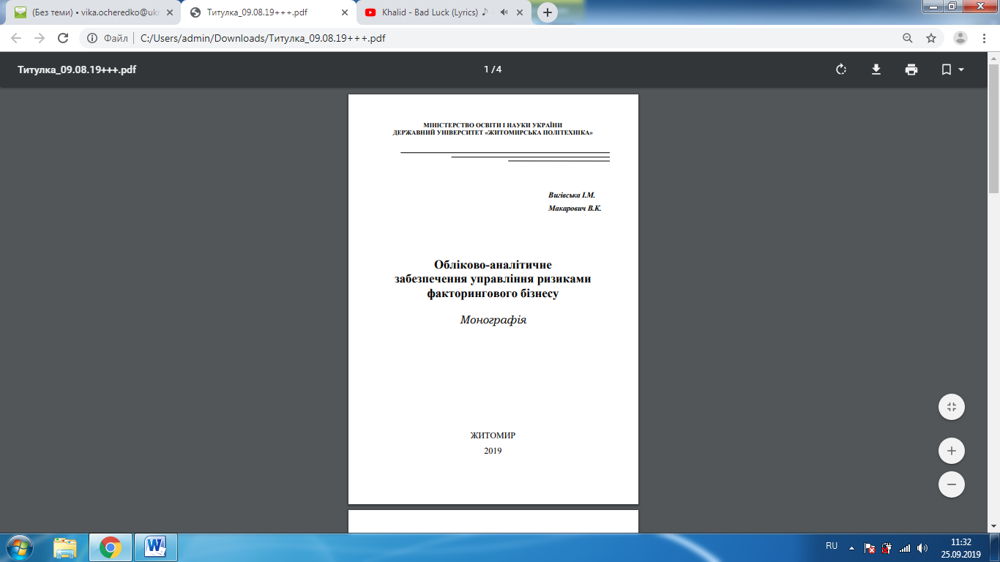 (Без теми) • vika.ocheredko@uk
Титулка_09.08.19+++.pdf
Khalid - Bad Luck (Lyrics) 🎵
Файл
C:/Users/admin/Downloads/Титулка_09.08.19+++.pdf
Титулка_09.08.19+++.pdf
1 / 4
МІНІСТЕРСТВО ОСВІТИ І НАУКИ УКРАЇНИ
ДЕРЖАВНИЙ УНІВЕРСИТЕТ «ЖИТОМИРСЬКА ПОЛІТЕХНІКА»
Вигівська І.М.
Макарович В.К.
Обліково-аналітичне
забезпечення управління ризиками
факторингового бізнесу
Монографія
ЖИТОМИР
2019
RU
11:32
25.09.2019